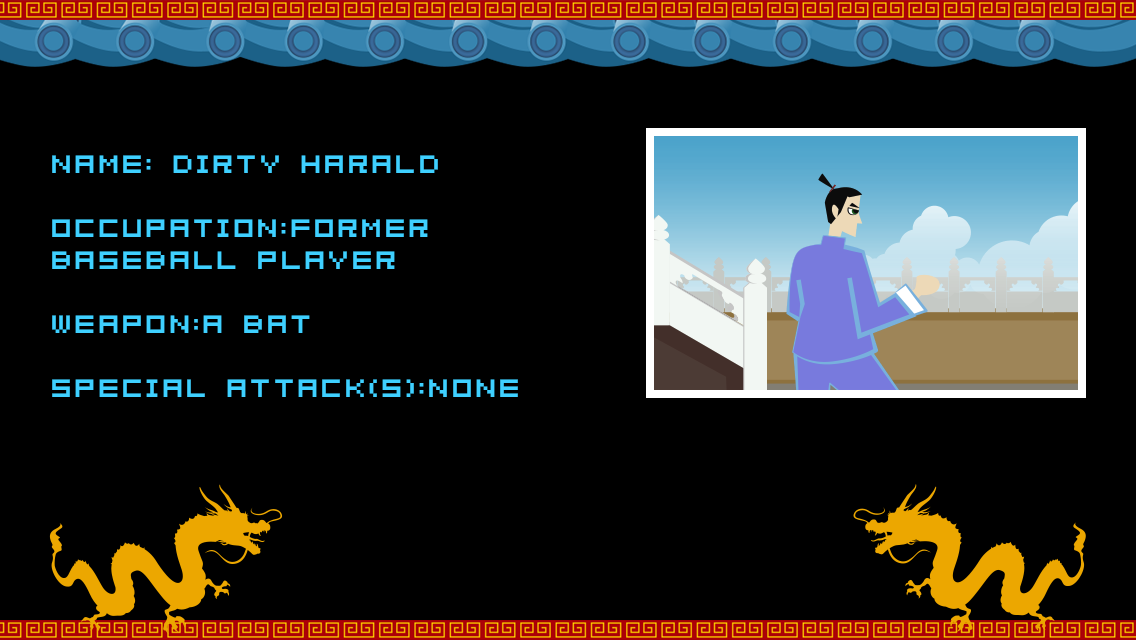 NAME: DIRTY HARALD
OCCUPATION:FORMER
BASEBALL PLAYER
WEAPON:A BAT
SPECIAL ATTACK(S):NONE